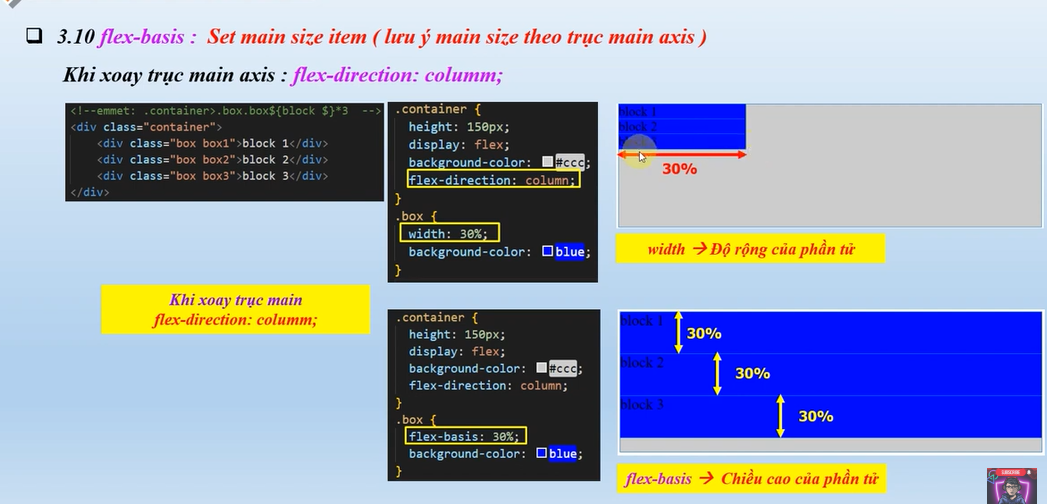 3.10 flex-basis : Set main size item ( lưu ý main size theo trục main axis )
Khi xoay trục main axis : flex-direction: columm;
<!--emmet: .container>.box.box${block $}*3 -->
<div class="container">
<div class="box box1">block 1</div>
<div class="box box2">block 2</div>
<div class="box box3">block 3</div>
</div>
.container {
height: 150px;
display: flex;
background-color: #ccc;
flex-direction: column;
}
.box {
width: 30%;
background-color: blue;
}
block 1
block 2
30%
width → Độ rộng của phần tử
Khi xoay trục main
flex-direction: columm;
.container {
height: 150px;
display: flex;
background-color: #ccc;
flex-direction: column;
}
.box {
flex-basis: 30%;
background-color: blue;
}
block 1
30%
block 2
30%
block 3
30%
flex-basis → Chiều cao của phần tử
SUBSCRIBE